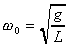 ω₀ = √(g/L)